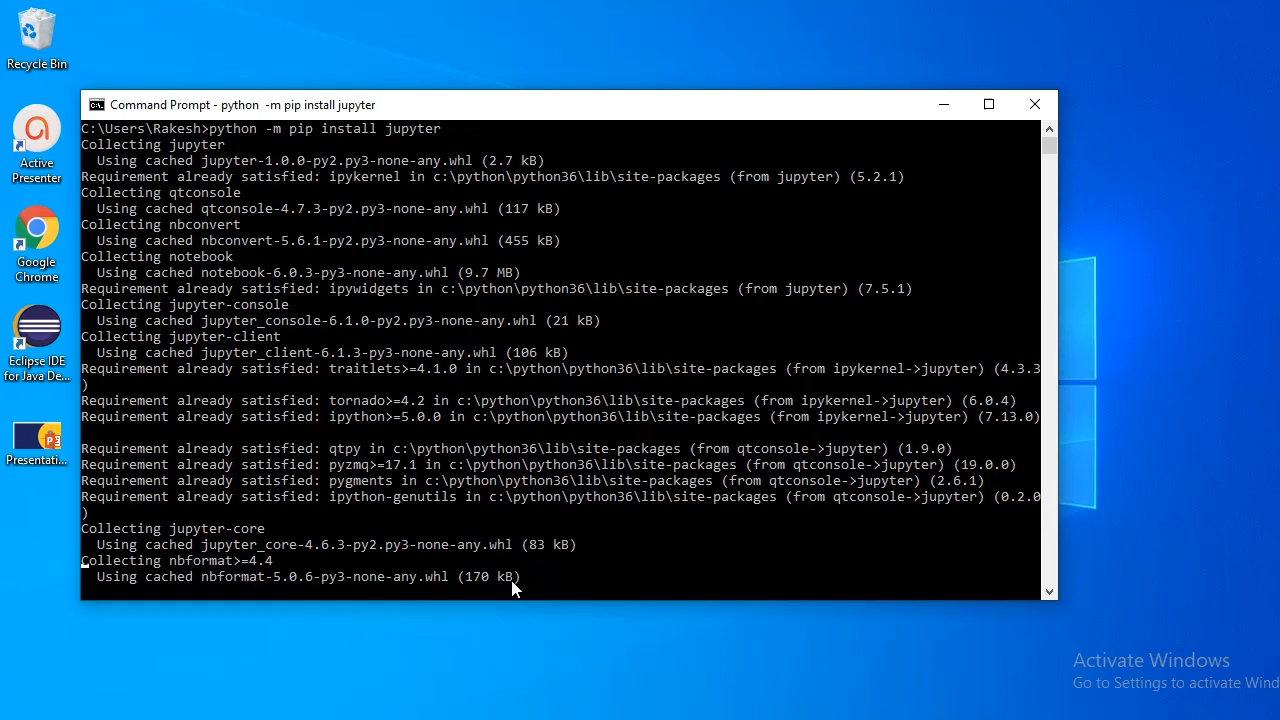 Recycle Bin
Active
Presenter
Google
Chrome
Eclipse IDE
for Java De...
Presentati...
Command Prompt - python  -m pip install jupyter
C:\Users\Rakesh>python -m pip install jupyter
Collecting jupyter
  Using cached jupyter-1.0.0-py2.py3-none-any.whl (2.7 kB)
Requirement already satisfied: ipykernel in c:\python\python36\lib\site-packages (from jupyter) (5.2.1)
Collecting qtconsole
  Using cached qtconsole-4.7.3-py2.py3-none-any.whl (117 kB)
Collecting nbconvert
  Using cached nbconvert-5.6.1-py2.py3-none-any.whl (455 kB)
Collecting notebook
  Using cached notebook-6.0.3-py3-none-any.whl (9.7 MB)
Requirement already satisfied: ipywidgets in c:\python\python36\lib\site-packages (from jupyter) (7.5.1)
Collecting jupyter-console
  Using cached jupyter_console-6.1.0-py2.py3-none-any.whl (21 kB)
Collecting jupyter-client
  Using cached jupyter_client-6.1.3-py3-none-any.whl (106 kB)
Requirement already satisfied: traitlets>=4.1.0 in c:\python\python36\lib\site-packages (from ipykernel->jupyter) (4.3.3
)
Requirement already satisfied: tornado>=4.2 in c:\python\python36\lib\site-packages (from ipykernel->jupyter) (6.0.4)
Requirement already satisfied: ipython>=5.0.0 in c:\python\python36\lib\site-packages (from ipykernel->jupyter) (7.13.0)
Requirement already satisfied: qtpy in c:\python\python36\lib\site-packages (from qtconsole->jupyter) (1.9.0)
Requirement already satisfied: pyzmq>=17.1 in c:\python\python36\lib\site-packages (from qtconsole->jupyter) (19.0.0)
Requirement already satisfied: pygments in c:\python\python36\lib\site-packages (from qtconsole->jupyter) (2.6.1)
Requirement already satisfied: ipython-genutils in c:\python\python36\lib\site-packages (from qtconsole->jupyter) (0.2.0
)
Collecting jupyter-core
  Using cached jupyter_core-4.6.3-py2.py3-none-any.whl (83 kB)
Collecting nbformat>=4.4
  Using cached nbformat-5.0.6-py3-none-any.whl (170 kB)
Activate Windows
Go to Settings to activate Wind